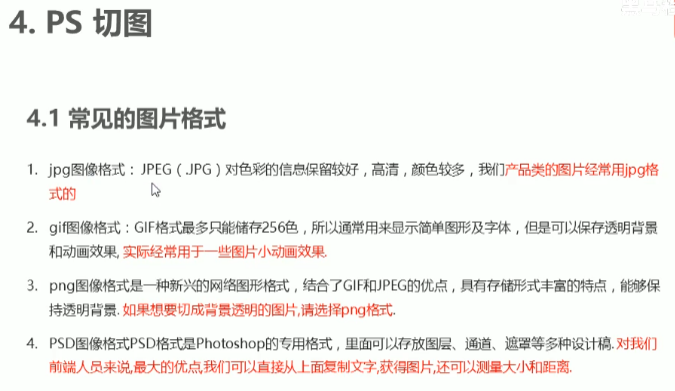 4. PS 切图
4.1 常见的图片格式
1. jpg图像格式： JPEG（.JPG）对色彩的信息保留较好，高清，颜色较多，我们产品类的图片经常用jpg格
式的
2. gif图像格式：GIF格式最多只能储存256色，所以通常用来显示简单图形及字体，但是可以保存透明背景
和动画效果, 实际经常用于一些图片小动画效果.
3. png图像格式是一种新兴的网络图形格式，结合了GIF和JPEG的优点，具有存储形式丰富的特点，能够保
持透明背景. 如果想要切成背景透明的图片,请选择png格式.
4. PSD图像格式PSD格式是Photoshop的专用格式，里面可以存放图层、通道、遮罩等多种设计稿. 对我们
前端人员来说,最大的优点,我们可以直接从上面复制文字,获得图片,还可以测量大小和距离.